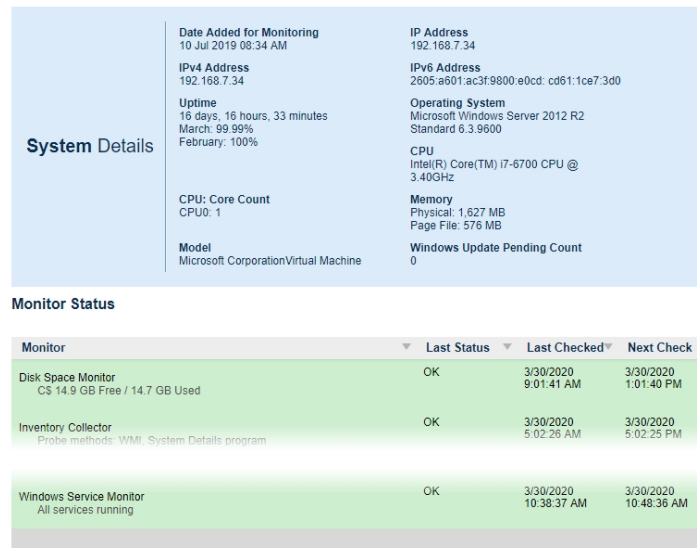 System Details
Date Added for Monitoring
10 Jul 2019 08:34 AM
IP Address
192.168.7.34
IPv4 Address
192.168.7.34
IPv6 Address
2605:a601:ac3f:9800:e0cd: cd61:1ce7:3d0
Uptime
16 days, 16 hours, 33 minutes
March: 99.99%
February: 100%
Operating System
Microsoft Windows Server 2012 R2
Standard 6.3.9600
CPU
Intel(R) Core(TM) i7-6700 CPU @
3.40GHz
CPU: Core Count
CPU0: 1
Memory
Physical: 1,627 MB
Page File: 576 MB
Model
Microsoft CorporationVirtual Machine
Windows Update Pending Count
0
Monitor Status
Monitor Last Status Last Checked Next Check
Disk Space Monitor OK 3/30/2020 3/30/2020
C$ 14.9 GB Free / 14.7 GB Used 9:01:41 AM 1:01:40 PM
Inventory Collector OK 3/30/2020 3/30/2020
Probe methods: WMI, System Details program 5:02:26 AM 5:02:25 PM
Windows Service Monitor OK 3/30/2020 3/30/2020
All services running 10:38:37 AM 10:48:36 AM